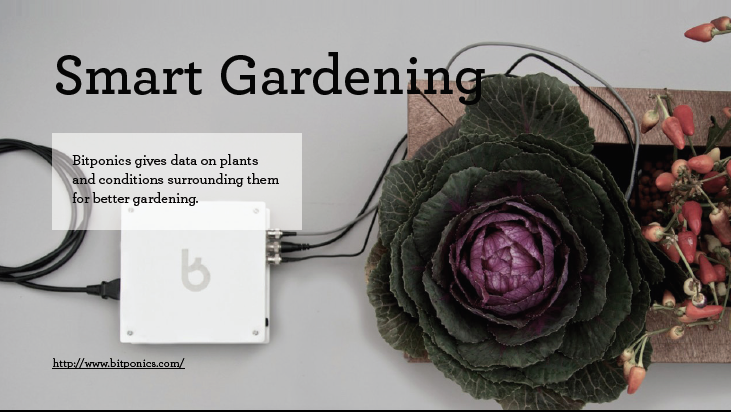 Smart Gardening
Bitponics gives data on plants
and conditions surrounding them
for better gardening.
http://www.bitponics.com/